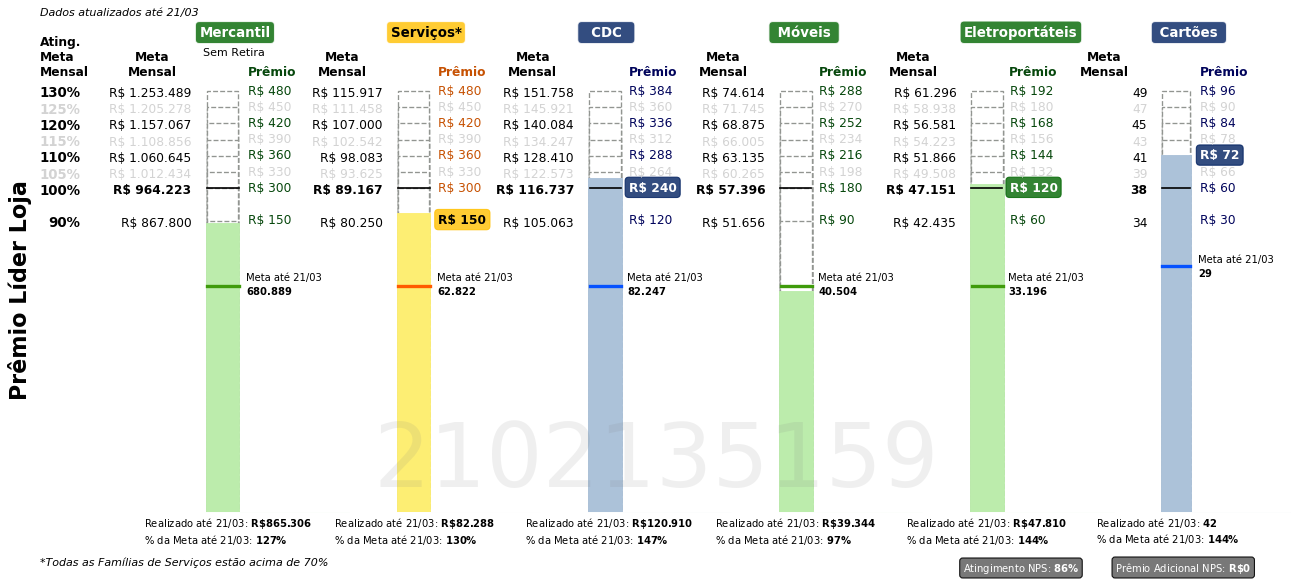 Dados atualizados até 21/03
Mercantil Serviços* CDC Móveis Eletroportáteis Cartões
Sem Retira
Ating. Meta Mensal
Meta Mensal Prêmio Meta Mensal Prêmio Meta Mensal Prêmio Meta Mensal Prêmio Meta Mensal Prêmio Meta Mensal Prêmio
130% R$ 1.253.489 R$ 480 R$ 115.917 R$ 480 R$ 151.758 R$ 384 R$ 74.614 R$ 288 R$ 61.296 R$ 192 49 R$ 96
125% R$ 1.205.278 R$ 450 R$ 111.458 R$ 450 R$ 145.921 R$ 360 R$ 71.745 R$ 270 R$ 58.938 R$ 180 47 R$ 90
120% R$ 1.157.067 R$ 420 R$ 107.000 R$ 420 R$ 140.084 R$ 336 R$ 68.875 R$ 252 R$ 56.581 R$ 168 45 R$ 84
115% R$ 1.108.856 R$ 390 R$ 102.542 R$ 390 R$ 134.247 R$ 312 R$ 66.005 R$ 234 R$ 54.223 R$ 156 43 R$ 78
110% R$ 1.060.645 R$ 360 R$ 98.083 R$ 360 R$ 128.410 R$ 288 R$ 63.135 R$ 216 R$ 51.866 R$ 144 41 R$ 72
105% R$ 1.012.434 R$ 330 R$ 93.625 R$ 330 R$ 122.573 R$ 264 R$ 60.265 R$ 198 R$ 49.508 R$ 132 39 R$ 66
100% R$ 964.223 R$ 300 R$ 89.167 R$ 300 R$ 116.737 R$ 240 R$ 57.396 R$ 180 R$ 47.151 R$ 120 38 R$ 60
90% R$ 867.800 R$ 150 R$ 80.250 R$ 150 R$ 105.063 R$ 120 R$ 51.656 R$ 90 R$ 42.435 R$ 60 34 R$ 30
Prêmio Líder Loja
Meta até 21/03 Meta até 21/03 Meta até 21/03 Meta até 21/03 Meta até 21/03 Meta até 21/03
680.889 62.822 82.247 40.504 33.196 29
2102135159
Realizado até 21/03: R$865.306 Realizado até 21/03: R$82.288 Realizado até 21/03: R$120.910 Realizado até 21/03: R$39.344 Realizado até 21/03: R$47.810 Realizado até 21/03: 42
% da Meta até 21/03: 127% % da Meta até 21/03: 130% % da Meta até 21/03: 147% % da Meta até 21/03: 97% % da Meta até 21/03: 144% % da Meta até 21/03: 144%
*Todas as Famílias de Serviços estão acima de 70%
Atingimento NPS: 86% Prêmio Adicional NPS: R$0